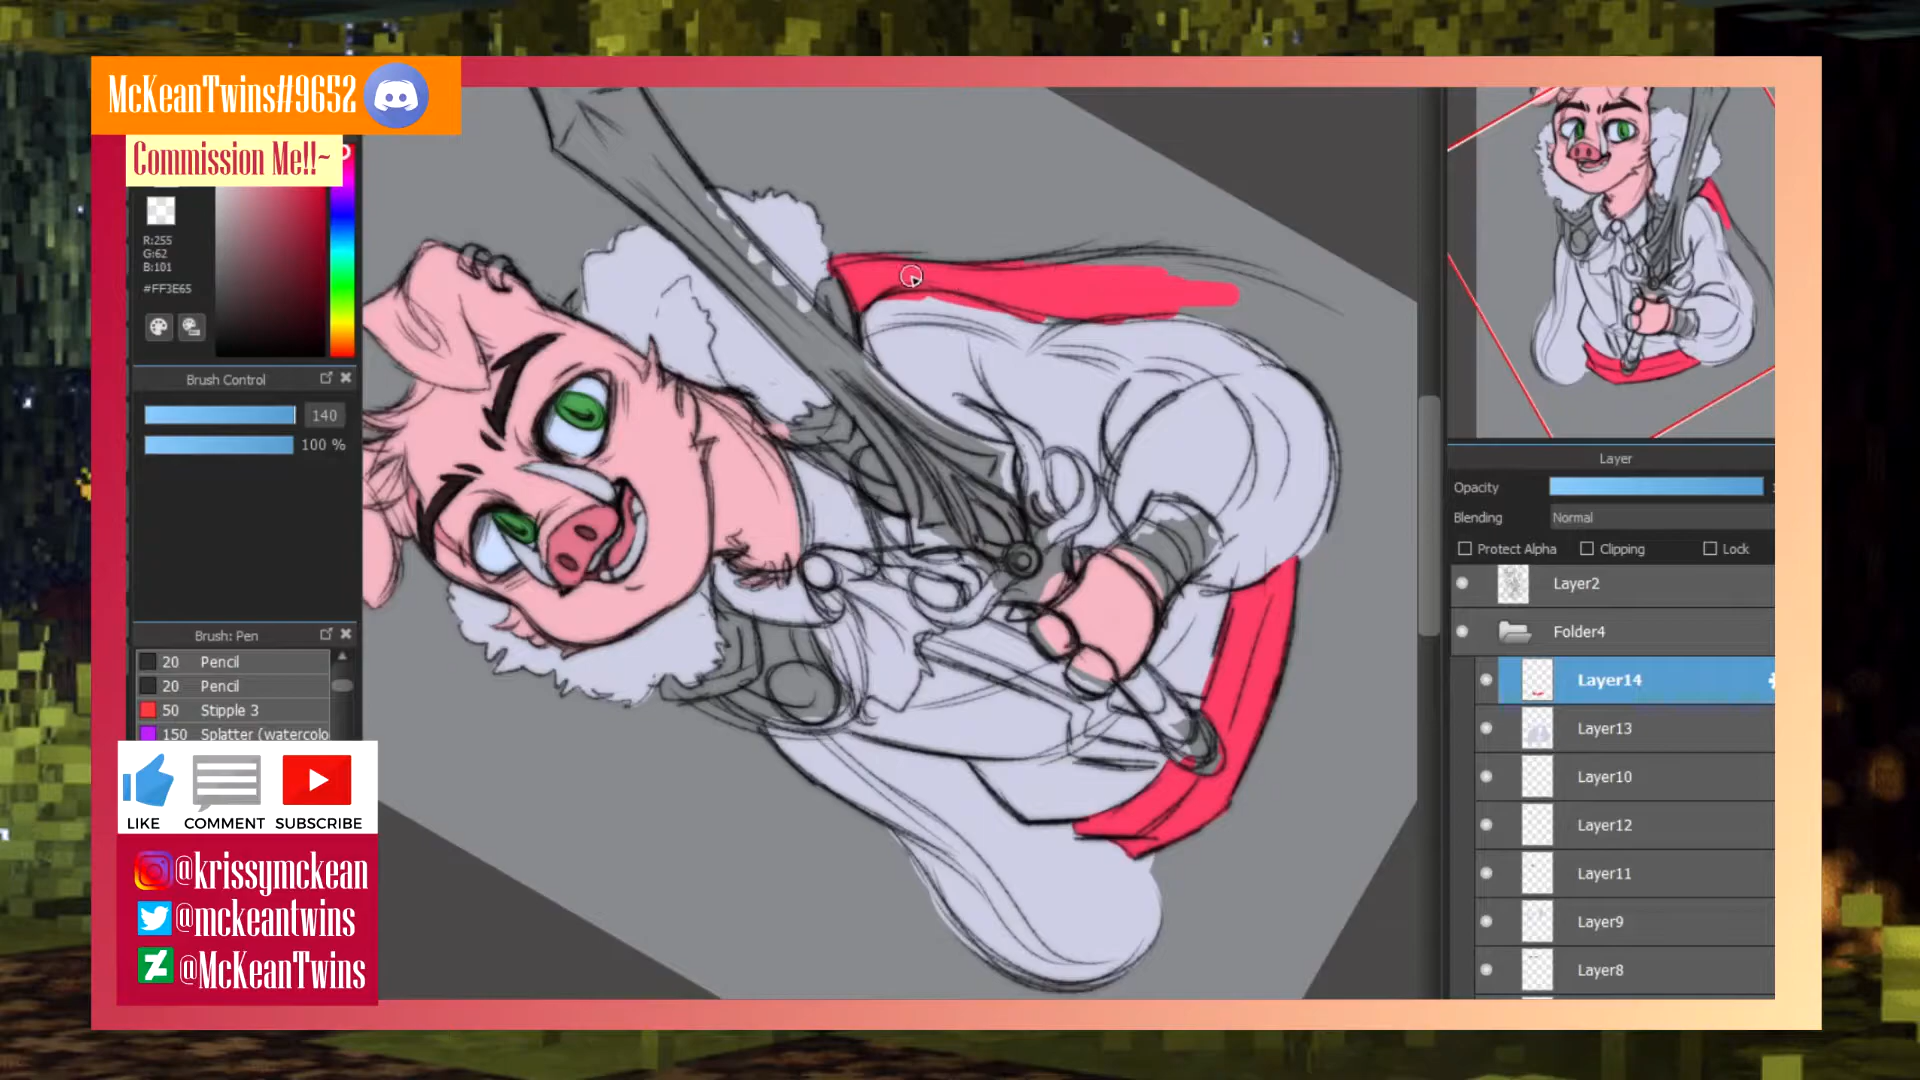 McKeanTwins#9652
Commission Me!!~
R:255
G:62
B:101
#FF3E65
Brush Control
140
100 %
Brush: Pen
20 Pencil
20 Pencil
50 Stipple 3
150 Splatter (watercolo
LIKE COMMENT SUBSCRIBE
@krissymckean
@mckeantwins
@McKeanTwins
Layer
Opacity
Blending Normal
Protect Alpha Clipping Lock
Layer2
Folder4
Layer14
Layer13
Layer10
Layer12
Layer11
Layer9
Layer8